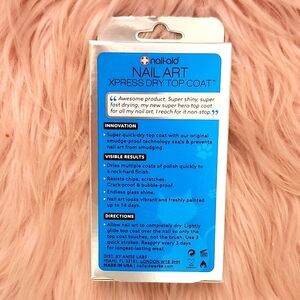 nail-aid
NAIL ART
XPRESS DRY TOP COAT™
“Awesome product. Super shiny, super
fast drying, my new super hero top coat
for all my nail art, I reach for it non-stop.”
INNOVATION
• Super quick-dry top coat with our original
smudge-proof technology seals & prevents
nail art from smudging.
VISIBLE RESULTS
• Dries multiple coats of polish quickly to
a rock-hard finish.
• Resists chips, scratches.
Crack-proof & bubble-proof.
• Endless glass shine.
• Nail art looks vibrant and freshly painted
up to 14 days.
DIRECTIONS
• Allow nail art to completely dry. Lightly
glide top coat over the nail so only the
top coat touches, not the brush. Use 3
quick strokes. Reapply every 3 days
for longest-lasting wear.
DIST. BY ANISE LABS
MIAMI, FL 33181, LONDON W1B 3HH
MADE IN USA | nailaidworks.com